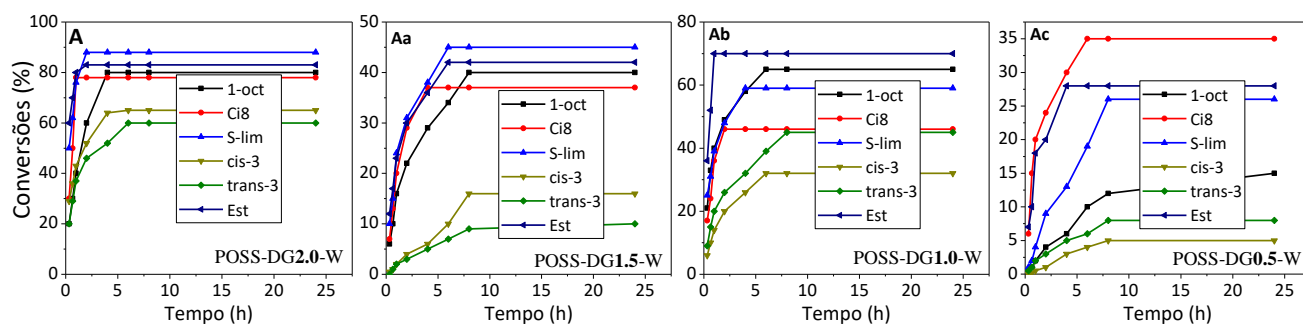 Conversões (%)
A
100
80
60
40
20
0
1-oct
Ci8
S-lim
cis-3
trans-3
Est
POSS-DG2.0-W
0 5 10 15 20 25
Tempo (h)
Aa
50
40
30
20
10
0
1-oct
Ci8
S-lim
cis-3
trans-3
Est
POSS-DG1.5-W
0 5 10 15 20 25
Tempo (h)
Ab
80
60
40
20
0
1-oct
Ci8
S-lim
cis-3
trans-3
Est
POSS-DG1.0-W
0 5 10 15 20 25
Tempo (h)
Ac
35
30
25
20
15
10
5
0
1-oct
Ci8
S-lim
cis-3
trans-3
Est
POSS-DG0.5-W
0 5 10 15 20 25
Tempo (h)